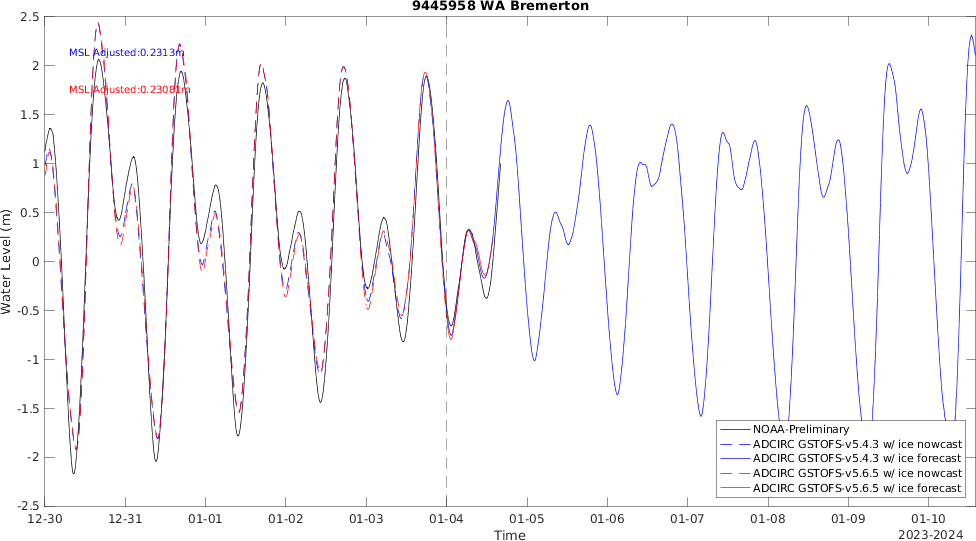 9445958 WA Bremerton
MSL Adjusted:0.2313m
MSL Adjusted:0.23081m
Water Level (m)
2.5
2
1.5
1
0.5
0
-0.5
-1
-1.5
-2
-2.5
NOAA-Preliminary
ADCIRC GSTOFS-v5.4.3 w/ ice nowcast
ADCIRC GSTOFS-v5.4.3 w/ ice forecast
ADCIRC GSTOFS-v5.6.5 w/ ice nowcast
ADCIRC GSTOFS-v5.6.5 w/ ice forecast
12-30 12-31 01-01 01-02 01-03 01-04 01-05 01-06 01-07 01-08 01-09 01-10
Time
2023-2024